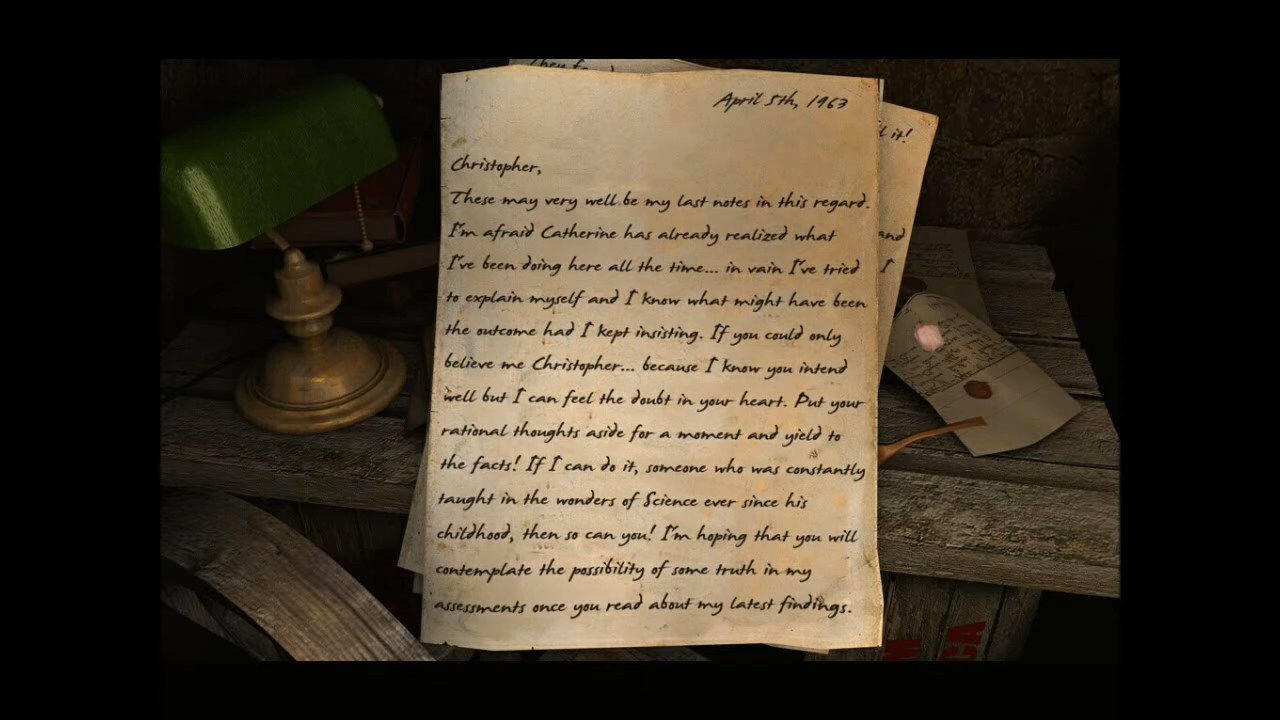 April 5th, 1963
Christopher,
These may very well be my last notes in this regard.
I'm afraid Catherine has already realized what
I've been doing here all the time... in vain I've tried
to explain myself and I know what might have been
the outcome had I kept insisting. If you could only
believe me Christopher... because I know you intend
well but I can feel the doubt in your heart. Put your
rational thoughts aside for a moment and yield to
the facts! If I can do it, someone who was constantly
taught in the wonders of Science ever since his
childhood, then so can you! I'm hoping that you will
contemplate the possibility of some truth in my
assessments once you read about my latest findings.
it!
and
I